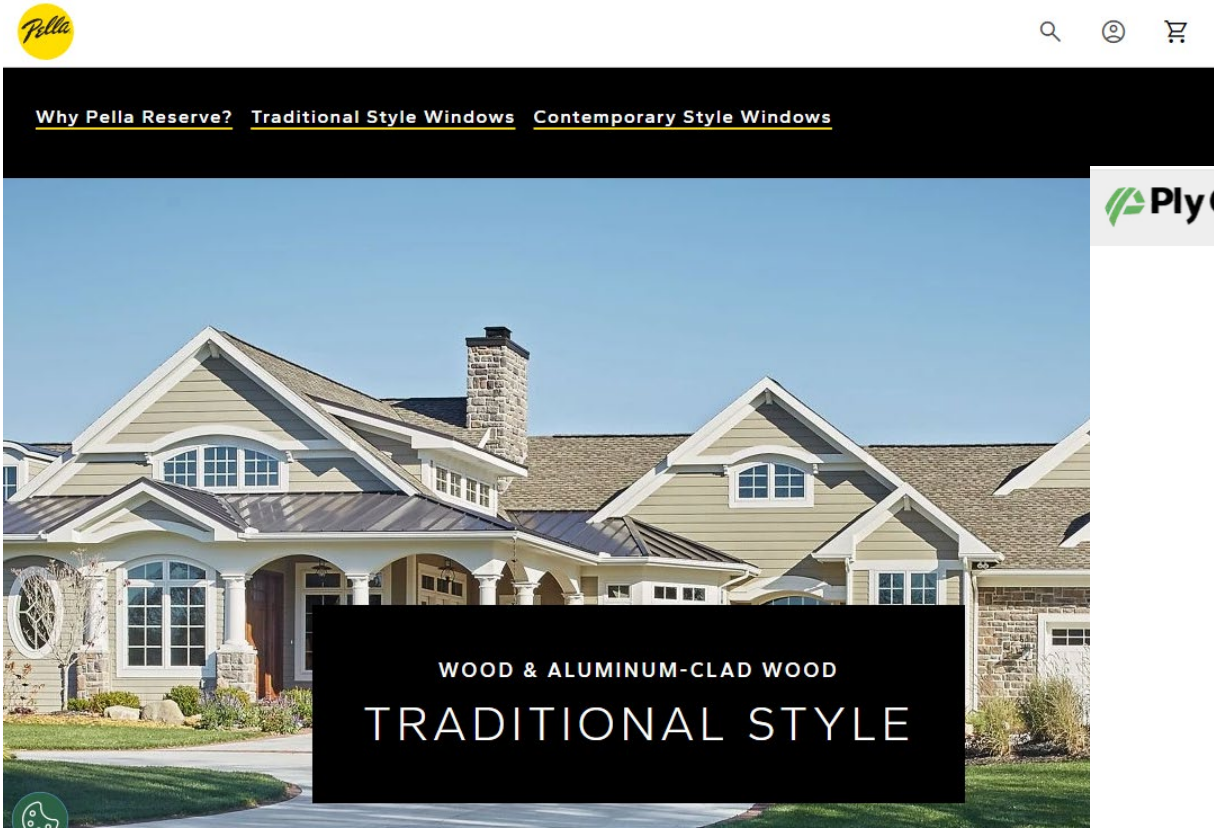 Pella
Why Pella Reserve? Traditional Style Windows Contemporary Style Windows
Ply
WOOD & ALUMINUM-CLAD WOOD
TRADITIONAL STYLE